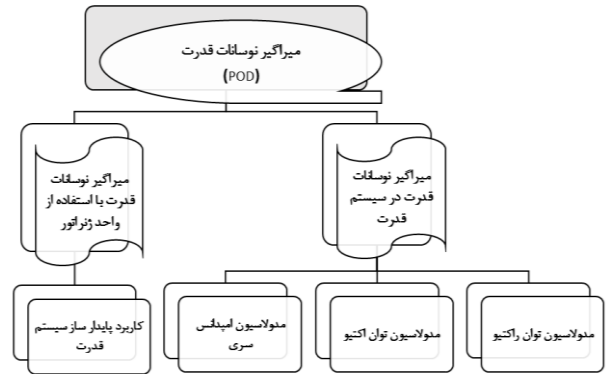 میراگیر نوسانات قدرت
(POD)
میراگیر نوسانات
قدرت در سیستم
قدرت
میراگیر نوسانات
قدرت با استفاده از
واحد ژنراتور
مدولاسیون توان راکتیو
مدولاسیون توان اکتیو
مدولاسیون امپدانس
سری
کاربرد پایدار ساز سیستم
قدرت